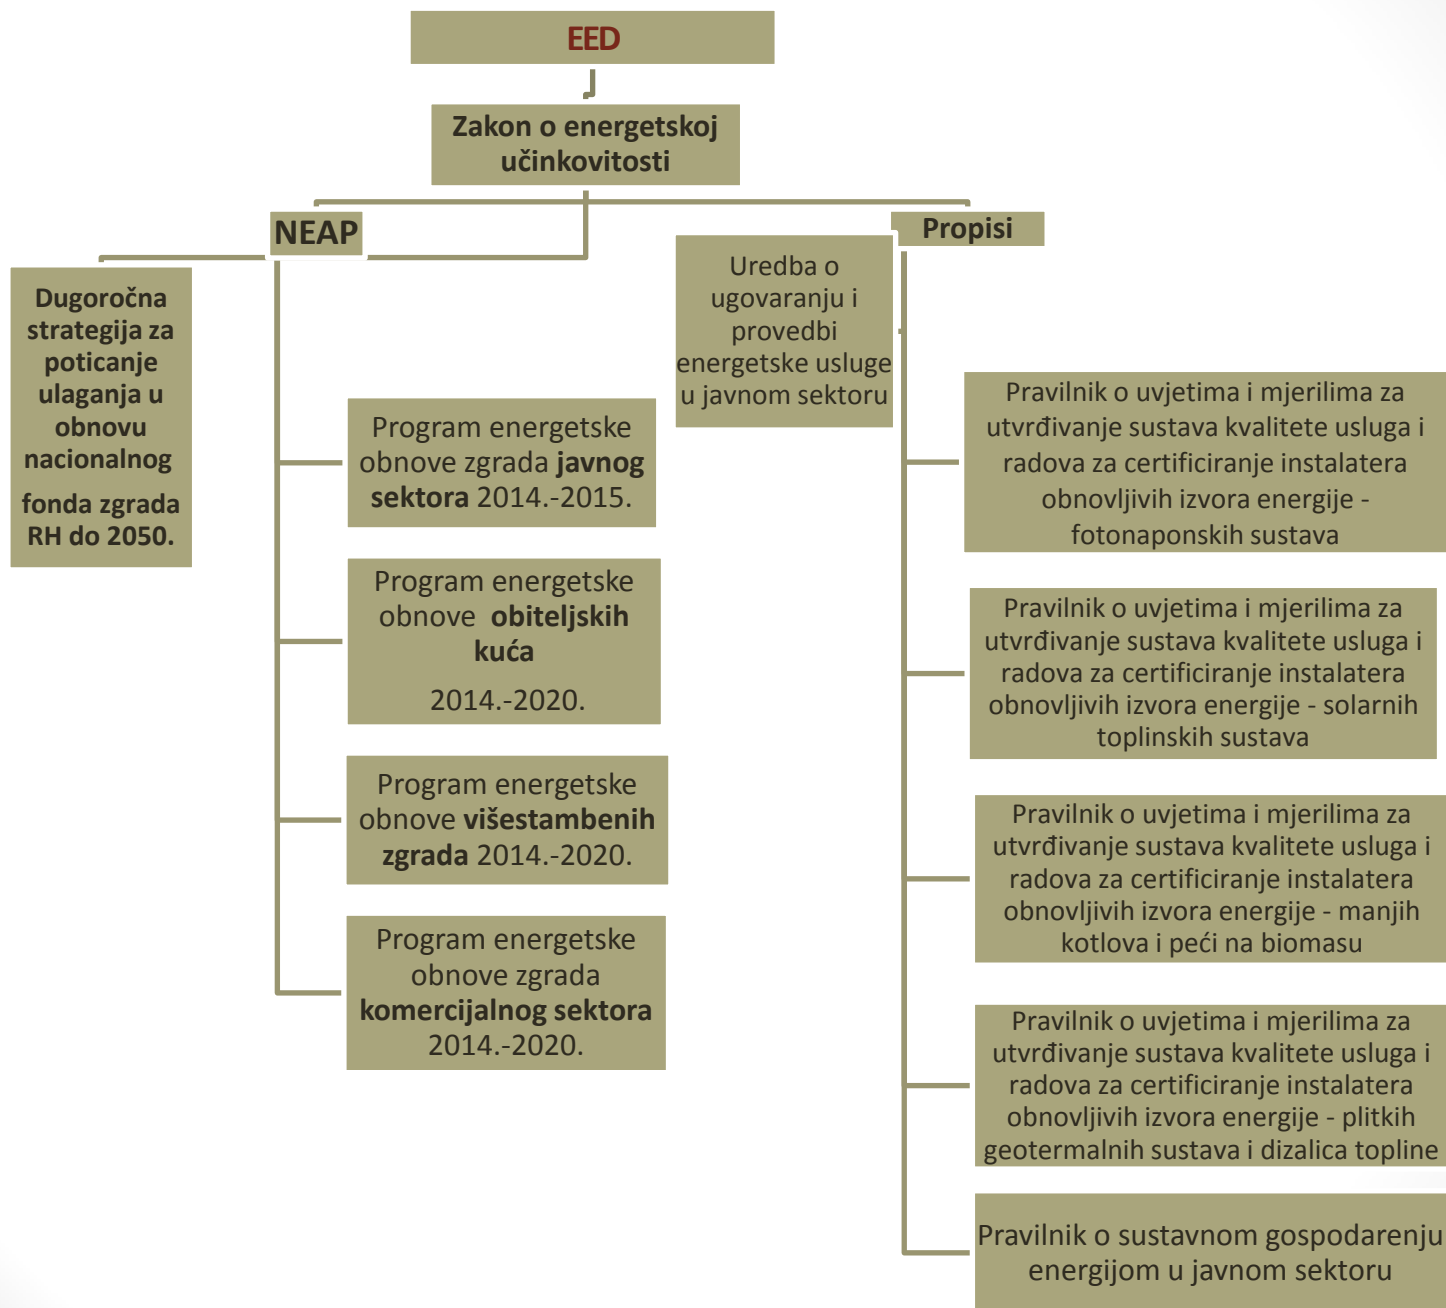 EED
Zakon o energetskoj
učinkovitosti
NEAP
Propisi
Dugoročna
strategija za
poticanje
ulaganja u
obnovu
nacionalnog
fonda zgrada
RH do 2050.
Program energetske
obnove zgrada javnog
sektora 2014.-2015.
Program energetske
obnove obiteljskih
kuća
2014.-2020.
Program energetske
obnove višestambenih
zgrada 2014.-2020.
Program energetske
obnove zgrada
komercijalnog sektora
2014.-2020.
Uredba o
ugovaranju i
provedbi
energetske usluge
u javnom sektoru
Pravilnik o uvjetima i mjerilima za
utvrđivanje sustava kvalitete usluga i
radova za certificiranje instalatera
obnovljivih izvora energije -
fotonaponskih sustava
Pravilnik o uvjetima i mjerilima za
utvrđivanje sustava kvalitete usluga i
radova za certificiranje instalatera
obnovljivih izvora energije - solarnih
toplinskih sustava
Pravilnik o uvjetima i mjerilima za
utvrđivanje sustava kvalitete usluga i
radova za certificiranje instalatera
obnovljivih izvora energije - manjih
kotlova i peći na biomasu
Pravilnik o uvjetima i mjerilima za
utvrđivanje sustava kvalitete usluga i
radova za certificiranje instalatera
obnovljivih izvora energije - plitkih
geotermalnih sustava i dizalica topline
Pravilnik o sustavnom gospodarenju
energijom u javnom sektoru